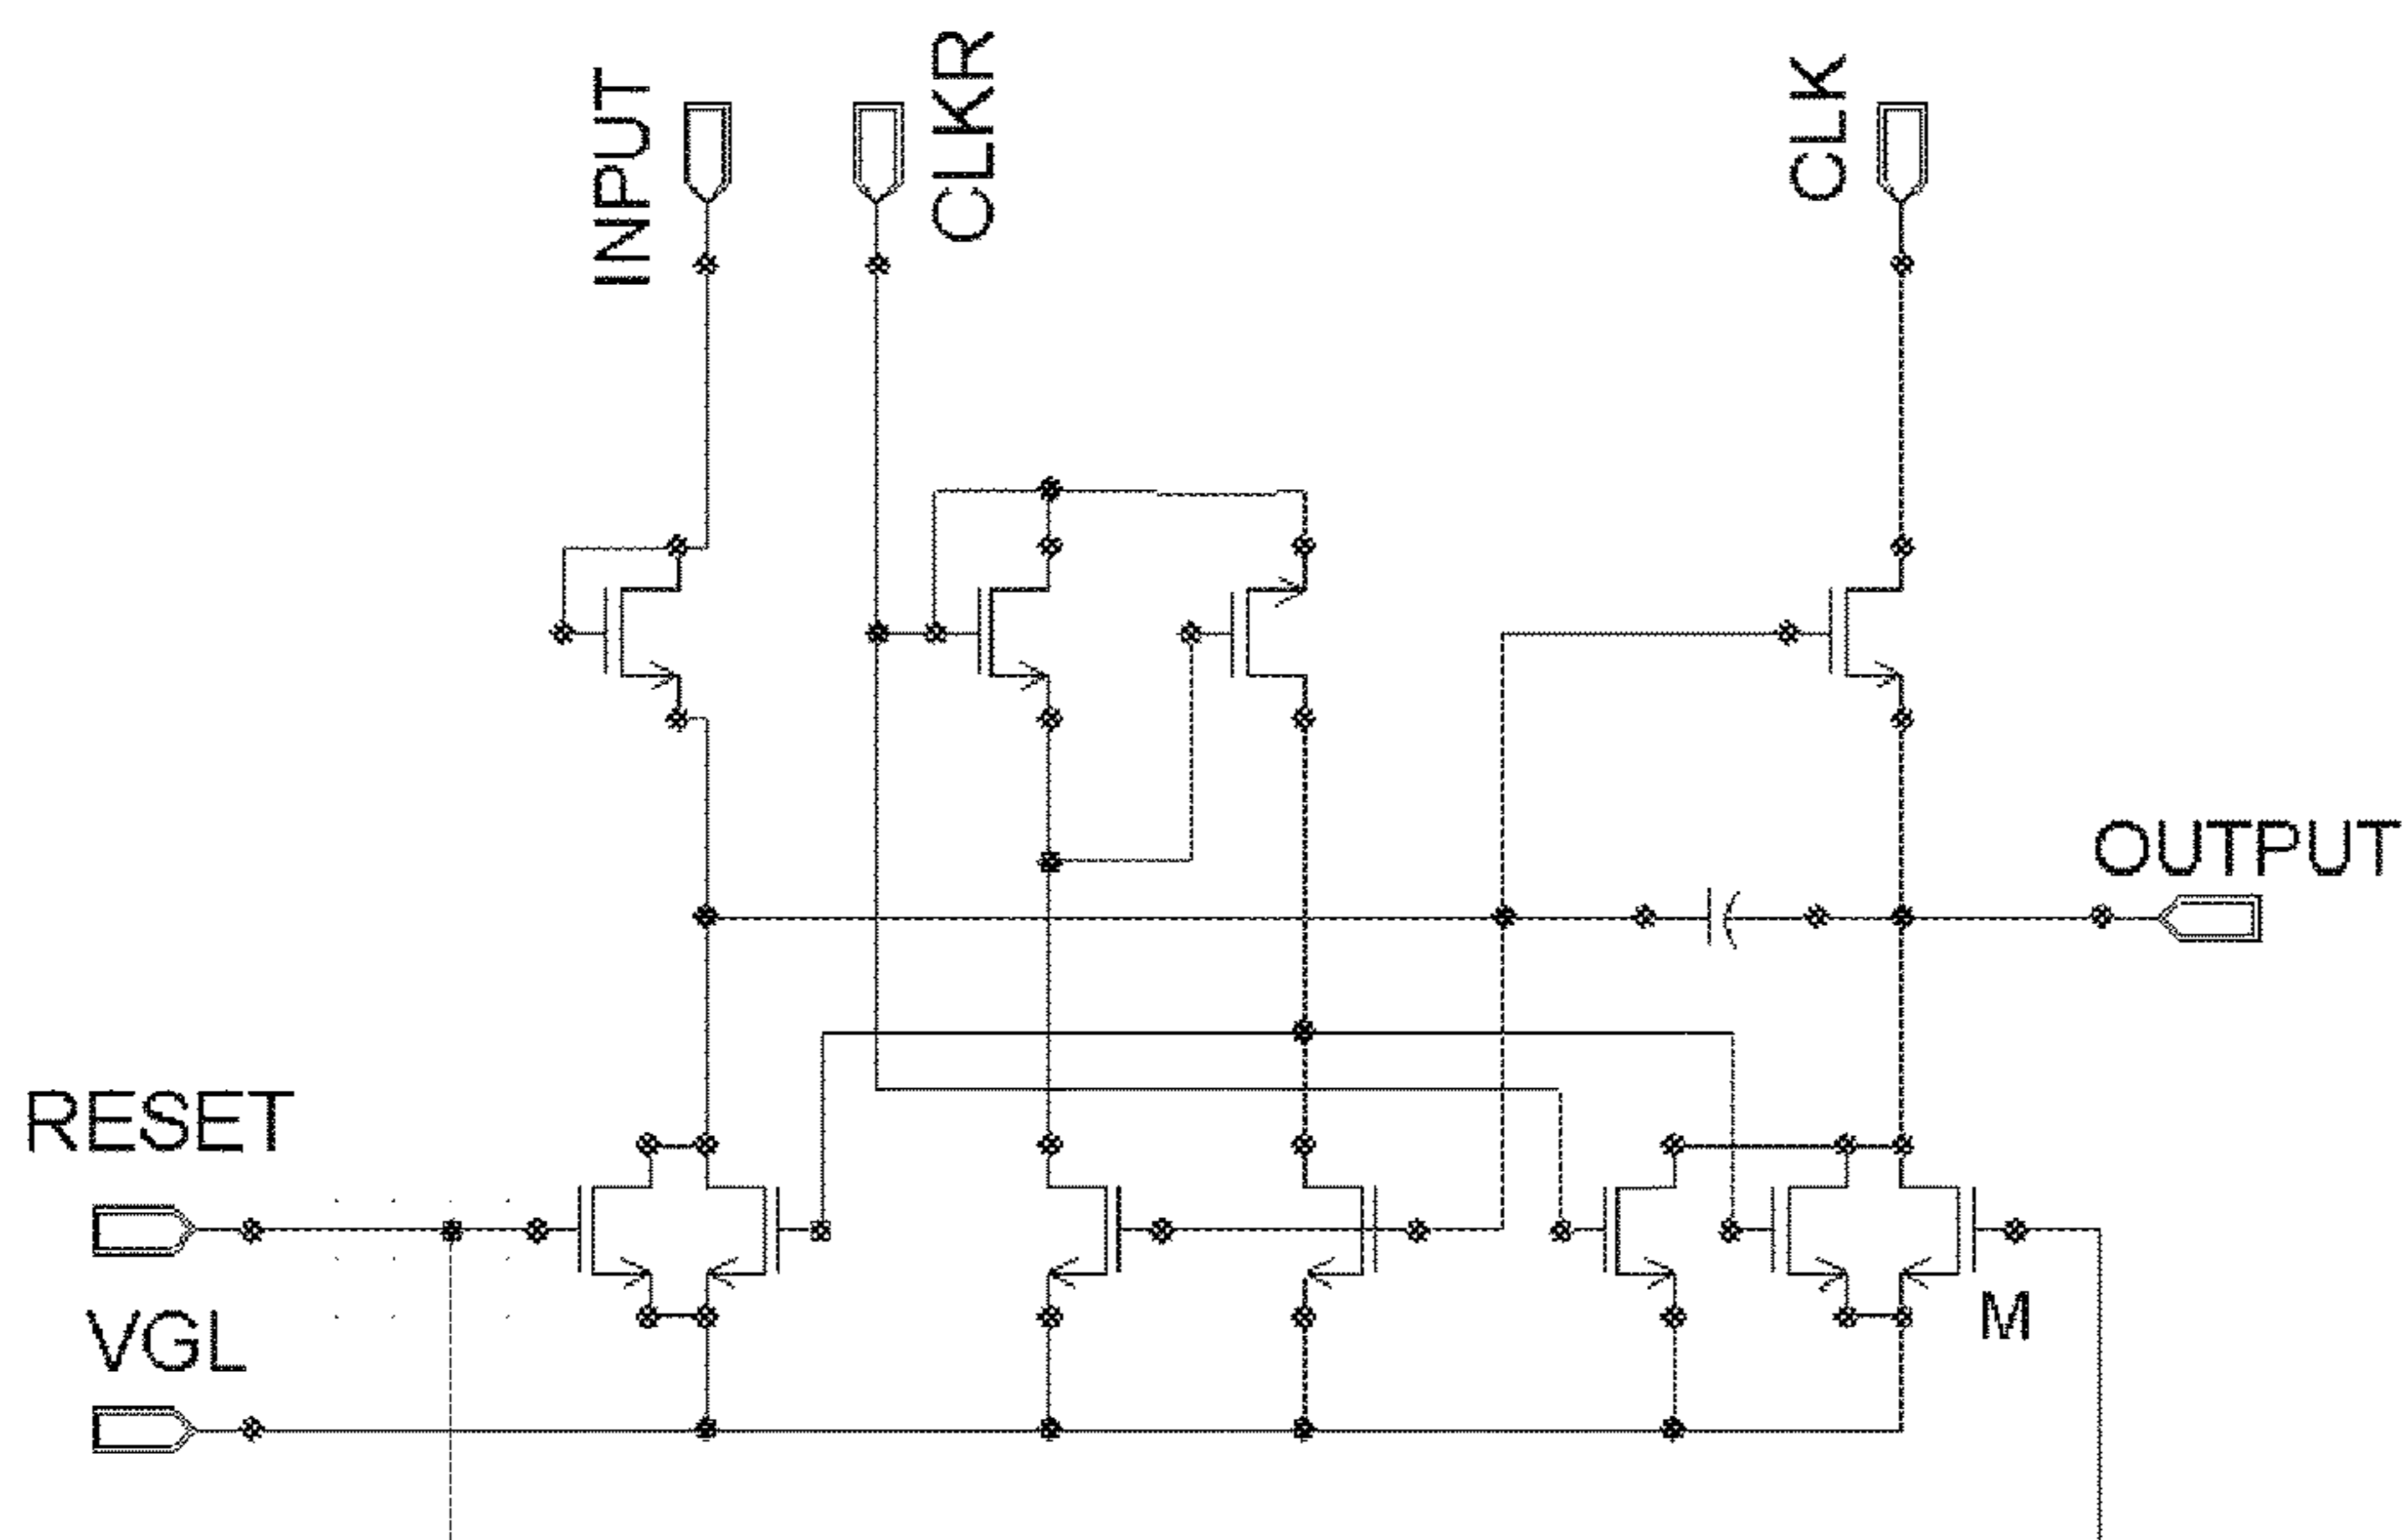 INPUT
CLKR
CLK
OUTPUT
RESET
VGL
M